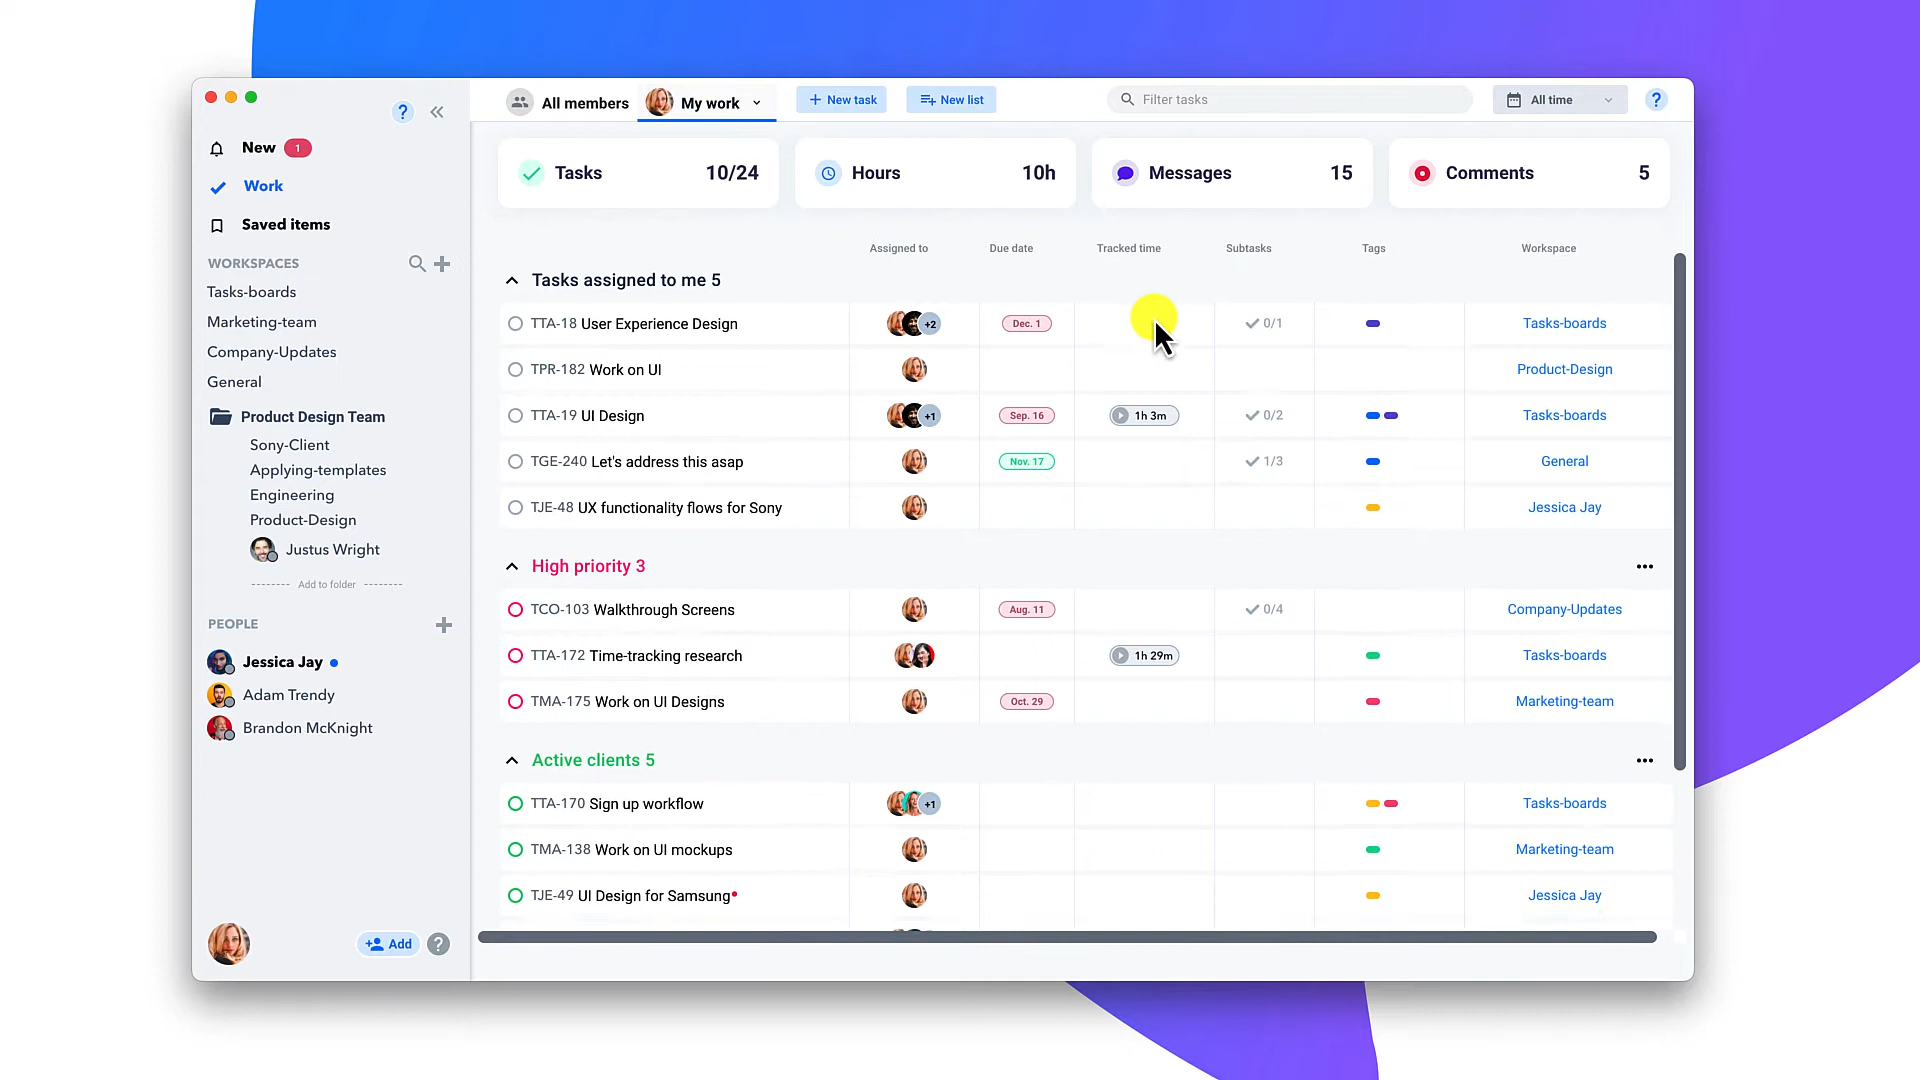 All members
My work
New task
New list
Filter tasks
All time
?
?
New 1
Work
Saved items
WORKSPACES
Tasks-boards
Marketing-team
Company-Updates
General
Product Design Team
Sony-Client
Applying-templates
Engineering
Product-Design
Justus Wright
Add to folder
PEOPLE
Jessica Jay
Adam Trendy
Brandon McKnight
Add
?
Tasks 10/24
Hours 10h
Messages 15
Comments 5
Assigned to Due date Tracked time Subtasks Tags Workspace
Tasks assigned to me 5
TTA-18 User Experience Design +2 Dec. 1 0/1 Tasks-boards
TPR-182 Work on UI Product-Design
TTA-19 UI Design +1 Sep. 16 1h 3m 0/2 Tasks-boards
TGE-240 Let's address this asap Nov. 17 1/3 General
TJE-48 UX functionality flows for Sony Jessica Jay
High priority 3
TCO-103 Walkthrough Screens Aug. 11 0/4 Company-Updates
TTA-172 Time-tracking research 1h 29m Tasks-boards
TMA-175 Work on UI Designs Oct. 29 Marketing-team
Active clients 5
TTA-170 Sign up workflow +1 Tasks-boards
TMA-138 Work on UI mockups Marketing-team
TJE-49 UI Design for Samsung Jessica Jay